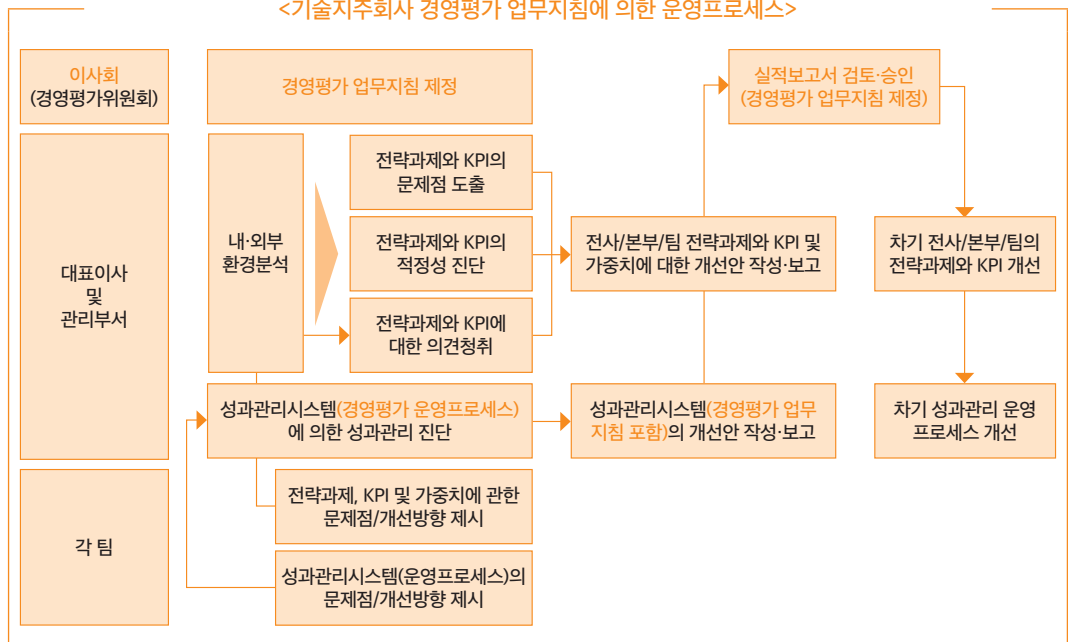 <기술지주회사 경영평가 업무지침에 의한 운영프로세스>
이사회
(경영평가위원회)
경영평가 업무지침 제정
실적보고서 검토·승인
(경영평가 업무지침 제정)
대표이사
및
관리부서
내·외부
환경분석
전략과제와 KPI의
문제점 도출
전략과제와 KPI의
적정성 진단
전략과제와 KPI에
대한 의견청취
전사/본부/팀 전략과제와 KPI 및
가중치에 대한 개선안 작성·보고
차기 전사/본부/팀의
전략과제와 KPI 개선
성과관리시스템(경영평가 운영프로세스)
에 의한 성과관리 진단
성과관리시스템(경영평가 업무
지침 포함)의 개선안 작성·보고
차기 성과관리 운영
프로세스 개선
각 팀
전략과제, KPI 및 가중치에 관한
문제점/개선방향 제시
성과관리시스템(운영프로세스)의
문제점/개선방향 제시